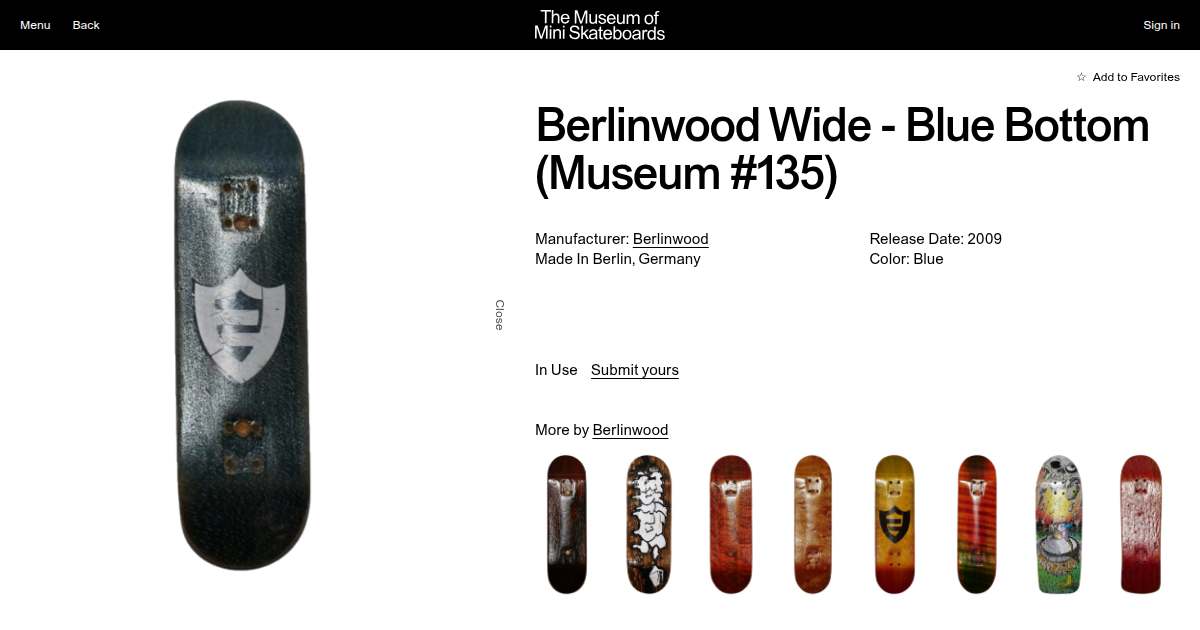 Menu
Back
The Museum of
Mini Skateboards
Sign in
☆ Add to Favorites
Berlinwood Wide - Blue Bottom
(Museum #135)
Manufacturer: Berlinwood
Made In Berlin, Germany
Release Date: 2009
Color: Blue
Close
In Use Submit yours
More by Berlinwood